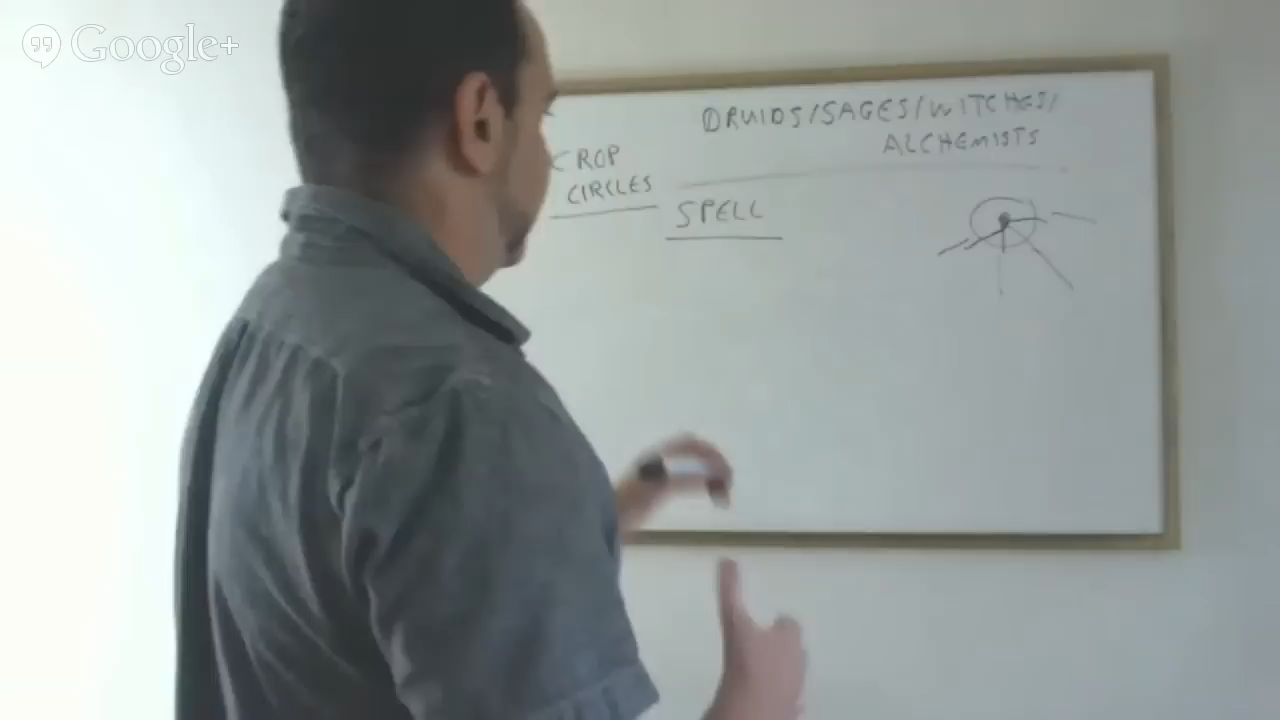 Google+
DRUIDS/SAGES/WITCHES/
ALCHEMISTS
CROP
CIRCLES
SPELL